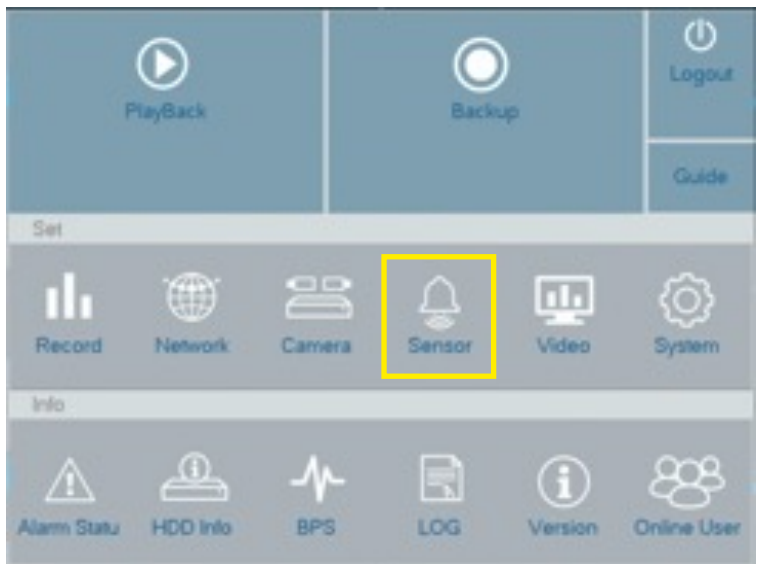 Logout
PlayBack
Backup
Guide
Set
Record
Network
Camera
Sensor
Video
System
Info
Alarm Statu
HDD Info
BPS
LOG
Version
Online User